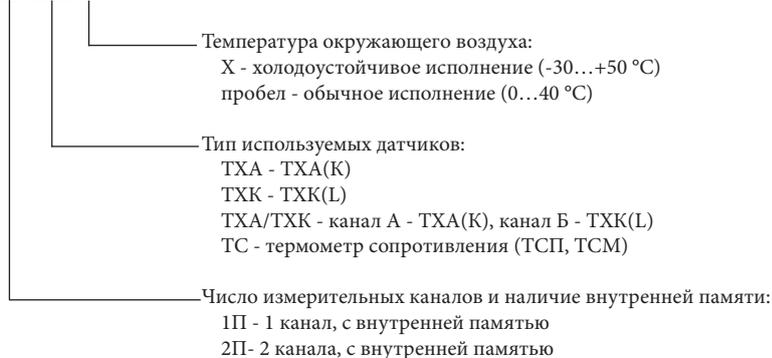 Температура окружающего воздуха:
Х - холодоустойчивое исполнение (-30…+50 °С)
пробел - обычное исполнение (0…40 °С)
Тип используемых датчиков:
ТХА - ТХА(К)
ТХК - ТХК(L)
ТХА/ТХК - канал А - ТХА(К), канал Б - ТХК(L)
ТС - термометр сопротивления (ТСП, ТСМ)
Число измерительных каналов и наличие внутренней памяти:
1П - 1 канал, с внутренней памятью
2П- 2 канала, с внутренней памятью